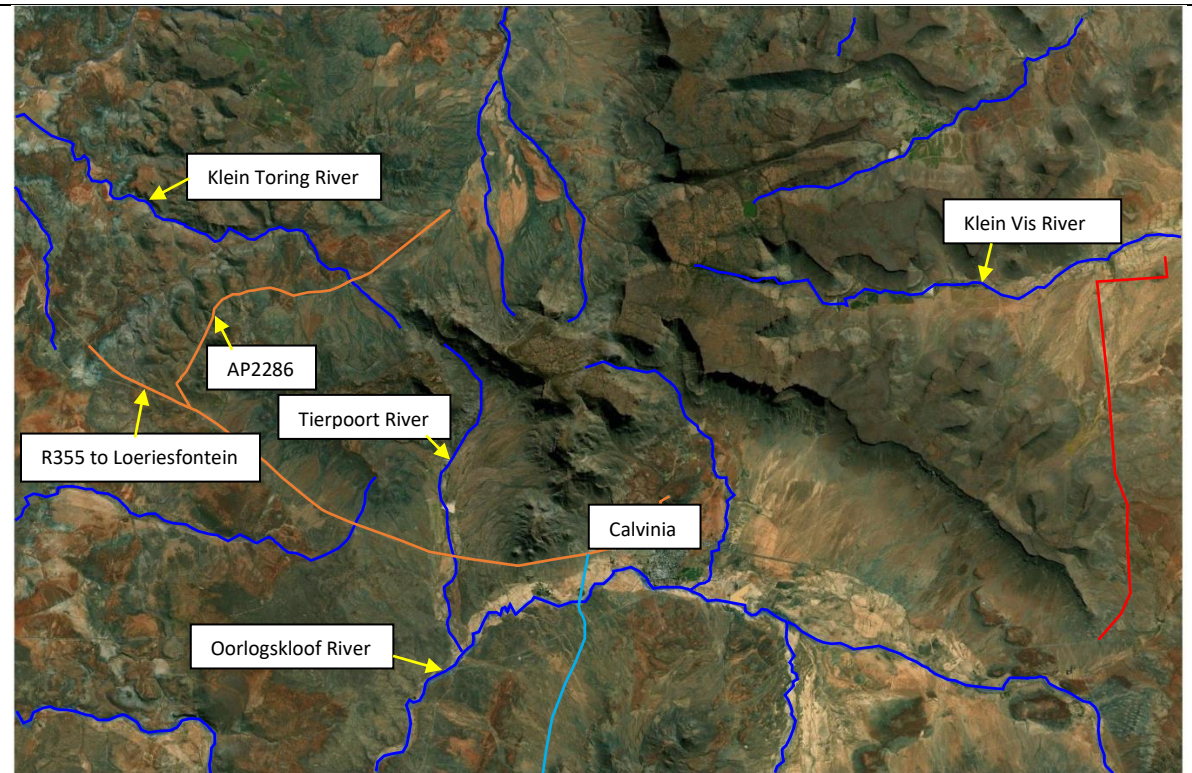 Klein Toring River
Klein Vis River
AP2286
Tierpoort River
R355 to Loeriesfontein
Calvinia
Oorlogskloof River